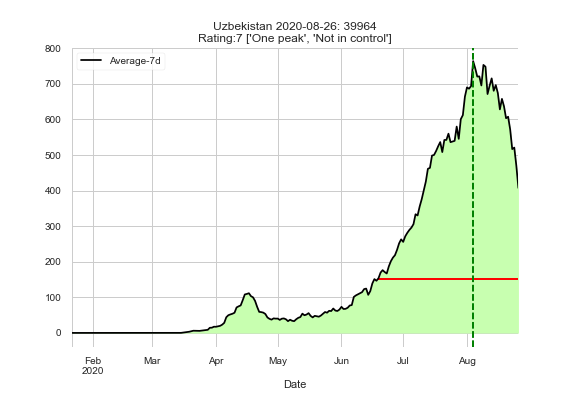 Uzbekistan 2020-08-26: 39964
Rating:7 ['One peak', 'Not in control']
Average-7d
800
700
600
500
400
300
200
100
0
Feb Mar Apr May Jun Jul Aug
2020
Date